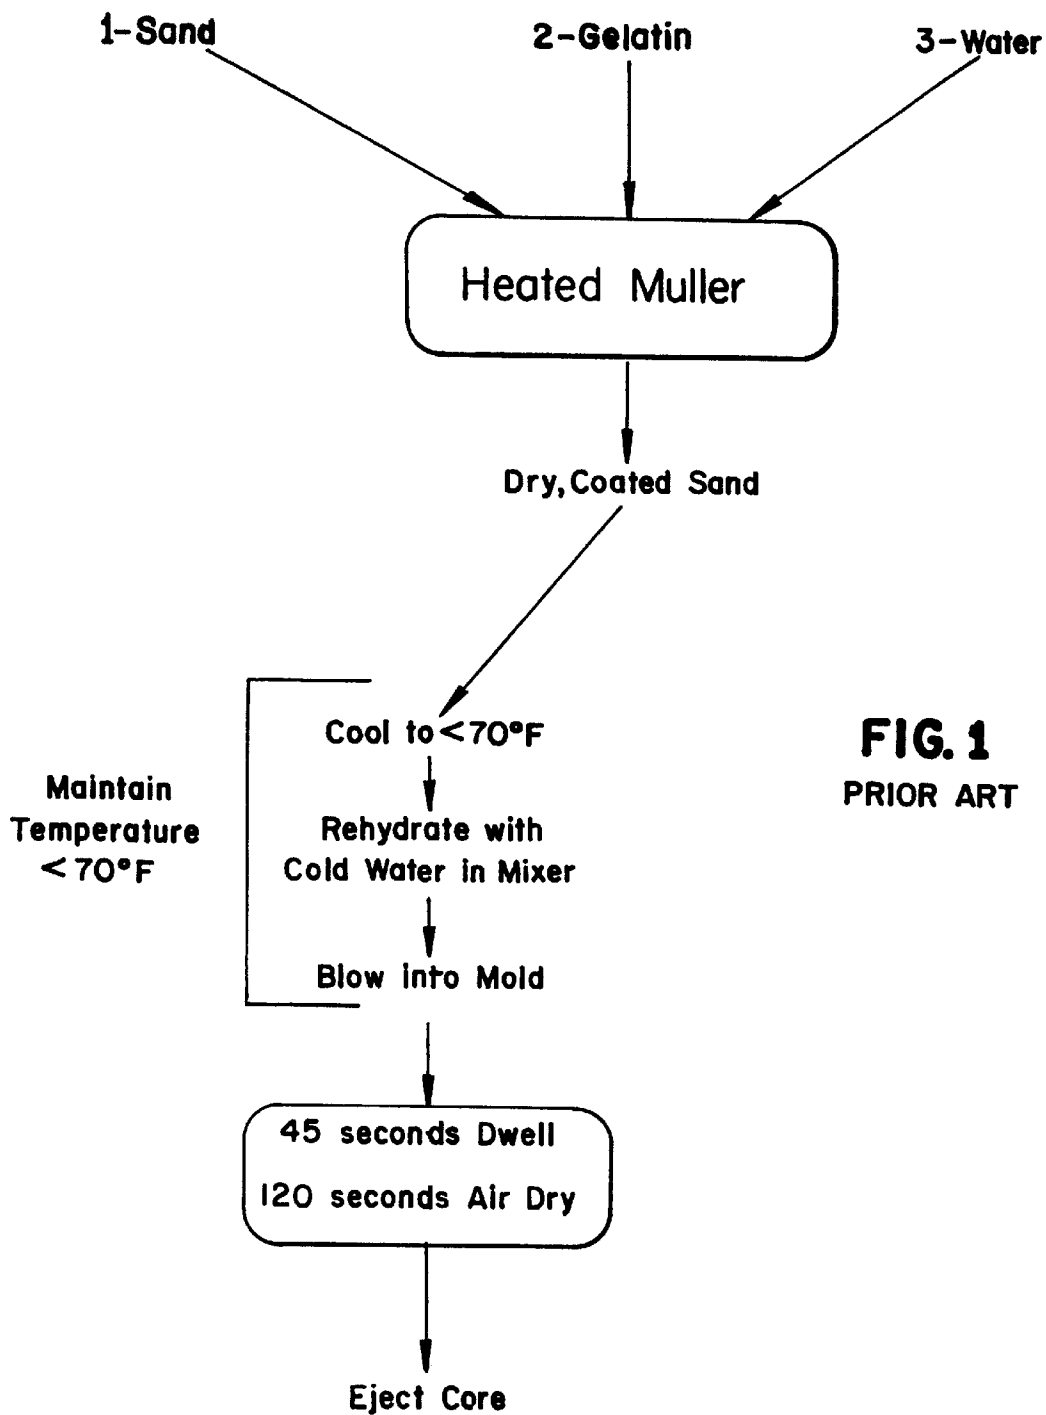 1-Sand
2-Gelatin
3-Water
Heated Muller
Dry, Coated Sand
Cool to <70°F
Maintain
Temperature
<70°F
Rehydrate with
Cold Water in Mixer
Blow into Mold
FIG. 1
PRIOR ART
45 seconds Dwell
120 seconds Air Dry
Eject Core